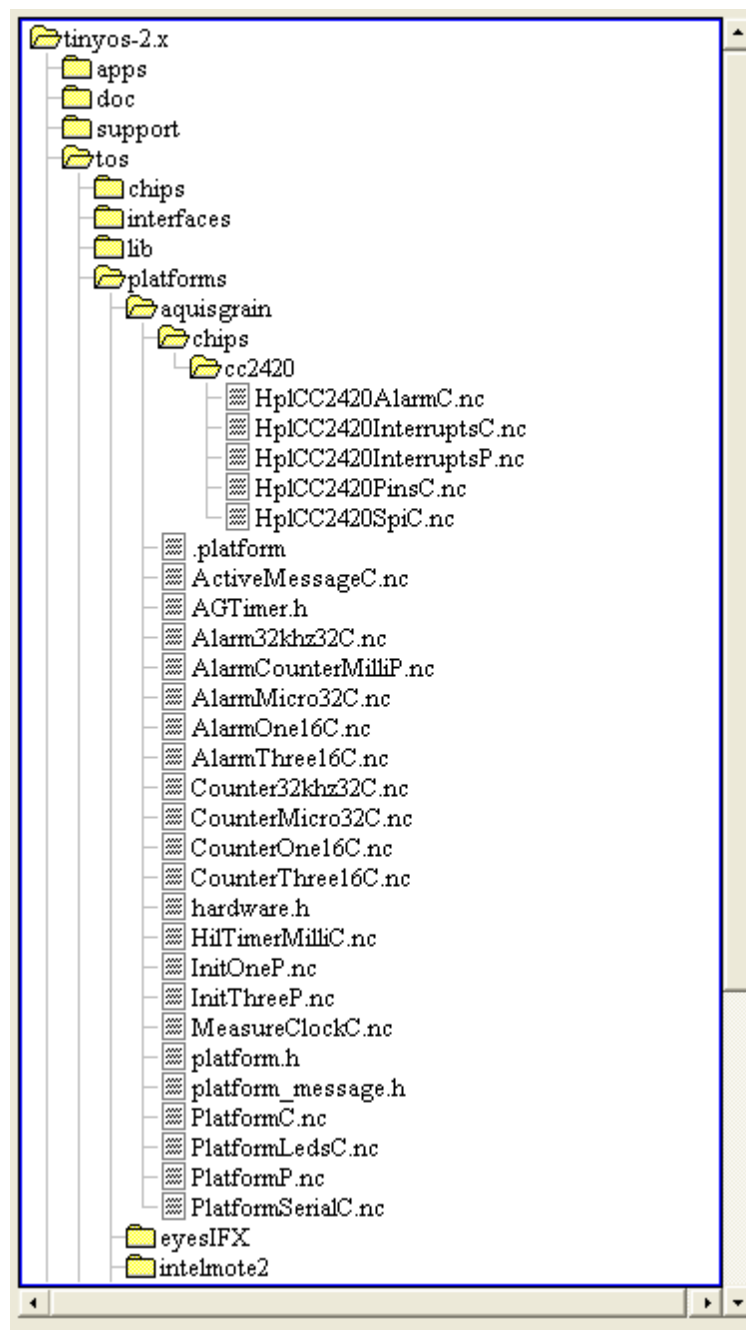 tinyos-2.x
apps
doc
support
tos
chips
interfaces
lib
platforms
aquisgrain
chips
cc2420
HplCC2420AlarmC.nc
HplCC2420InterruptsC.nc
HplCC2420InterruptsP.nc
HplCC2420PinsC.nc
HplCC2420SpiC.nc
.platform
ActiveMessageC.nc
AGTimer.h
Alarm32khz32C.nc
AlarmCounterMilliP.nc
AlarmMicro32C.nc
AlarmOne16C.nc
AlarmThree16C.nc
Counter32khz32C.nc
CounterMicro32C.nc
CounterOne16C.nc
CounterThree16C.nc
hardware.h
HilTimerMilliC.nc
InitOneP.nc
InitThreeP.nc
MeasureClockC.nc
platform.h
platform_message.h
PlatformC.nc
PlatformLedsC.nc
PlatformP.nc
PlatformSerialC.nc
eyesIFX
intelmote2